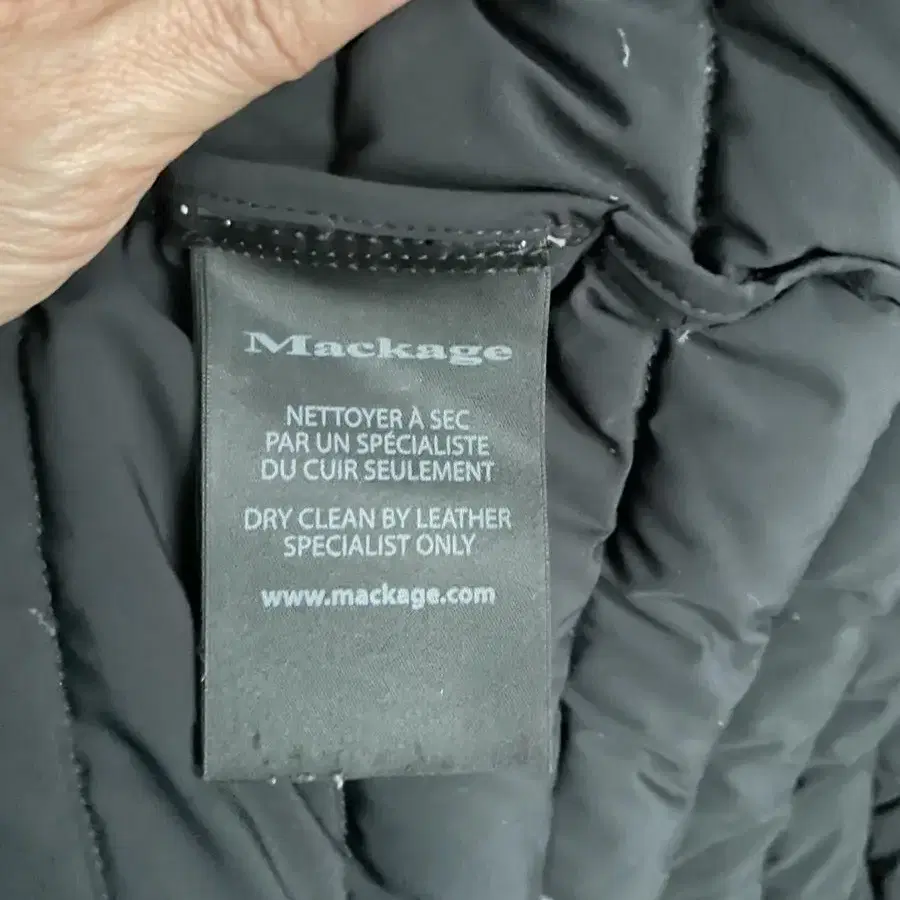 Mackage
NETTOYER À SEC
PAR UN SPÉCIALISTE
DU CUIR SEULEMENT
DRY CLEAN BY LEATHER
SPECIALIST ONLY
www.mackage.com